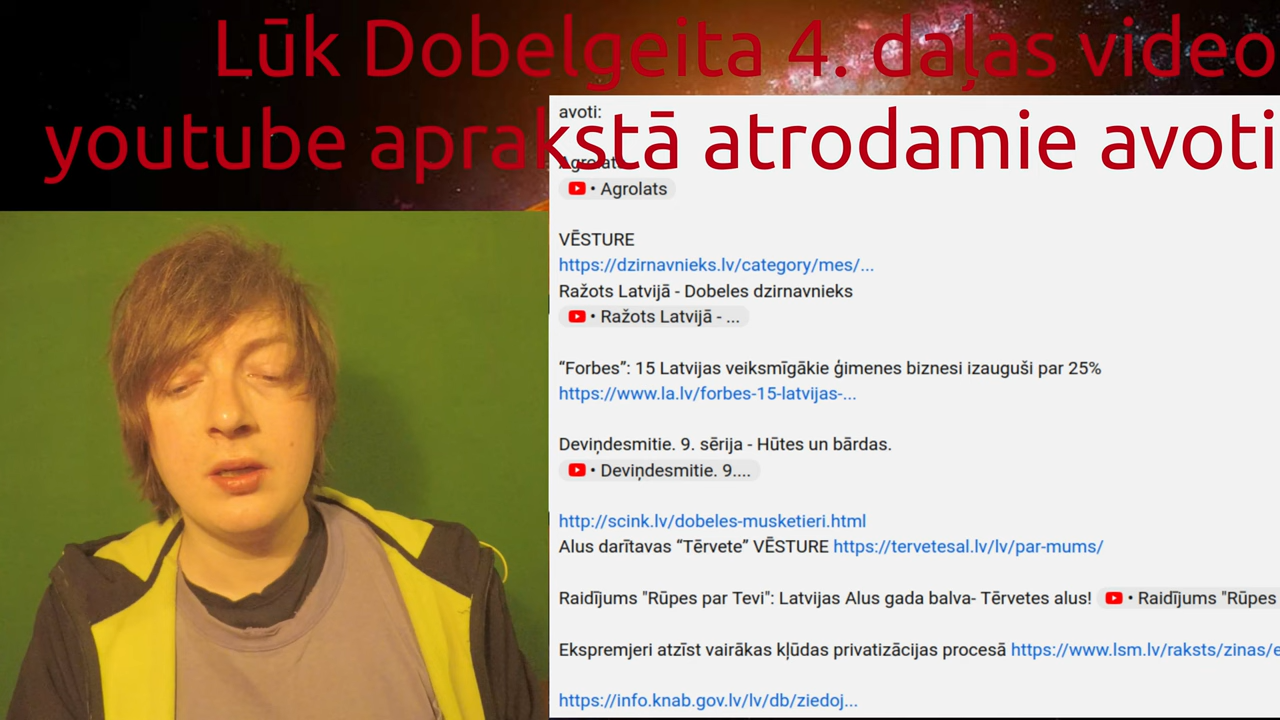 Lūk Dobelgeita 4. daļas video
youtube aprakstā atrodamie avoti
avoti:
Agrolats
• Agrolats
VĒSTURE
https://dzirnavnieks.lv/category/mes/...
Ražots Latvijā - Dobeles dzirnavnieks
• Ražots Latvijā - ...
“Forbes”: 15 Latvijas veiksmīgākie ģimenes biznesi izauguši par 25%
https://www.la.lv/forbes-15-latvijas-...
Deviņdesmitie. 9. sērija - Hūtes un bārdas.
• Deviņdesmitie. 9....
http://scink.lv/dobeles-musketieri.html
Alus darītavas “Tērvete” VĒSTURE https://tervetesal.lv/lv/par-mums/
Raidījums "Rūpes par Tevi": Latvijas Alus gada balva- Tērvetes alus! • Raidījums "Rūpes
Ekspremjeri atzīst vairākas kļūdas privatizācijas procesā https://www.lsm.lv/raksts/zinas/e
https://info.knab.gov.lv/lv/db/ziedoj...